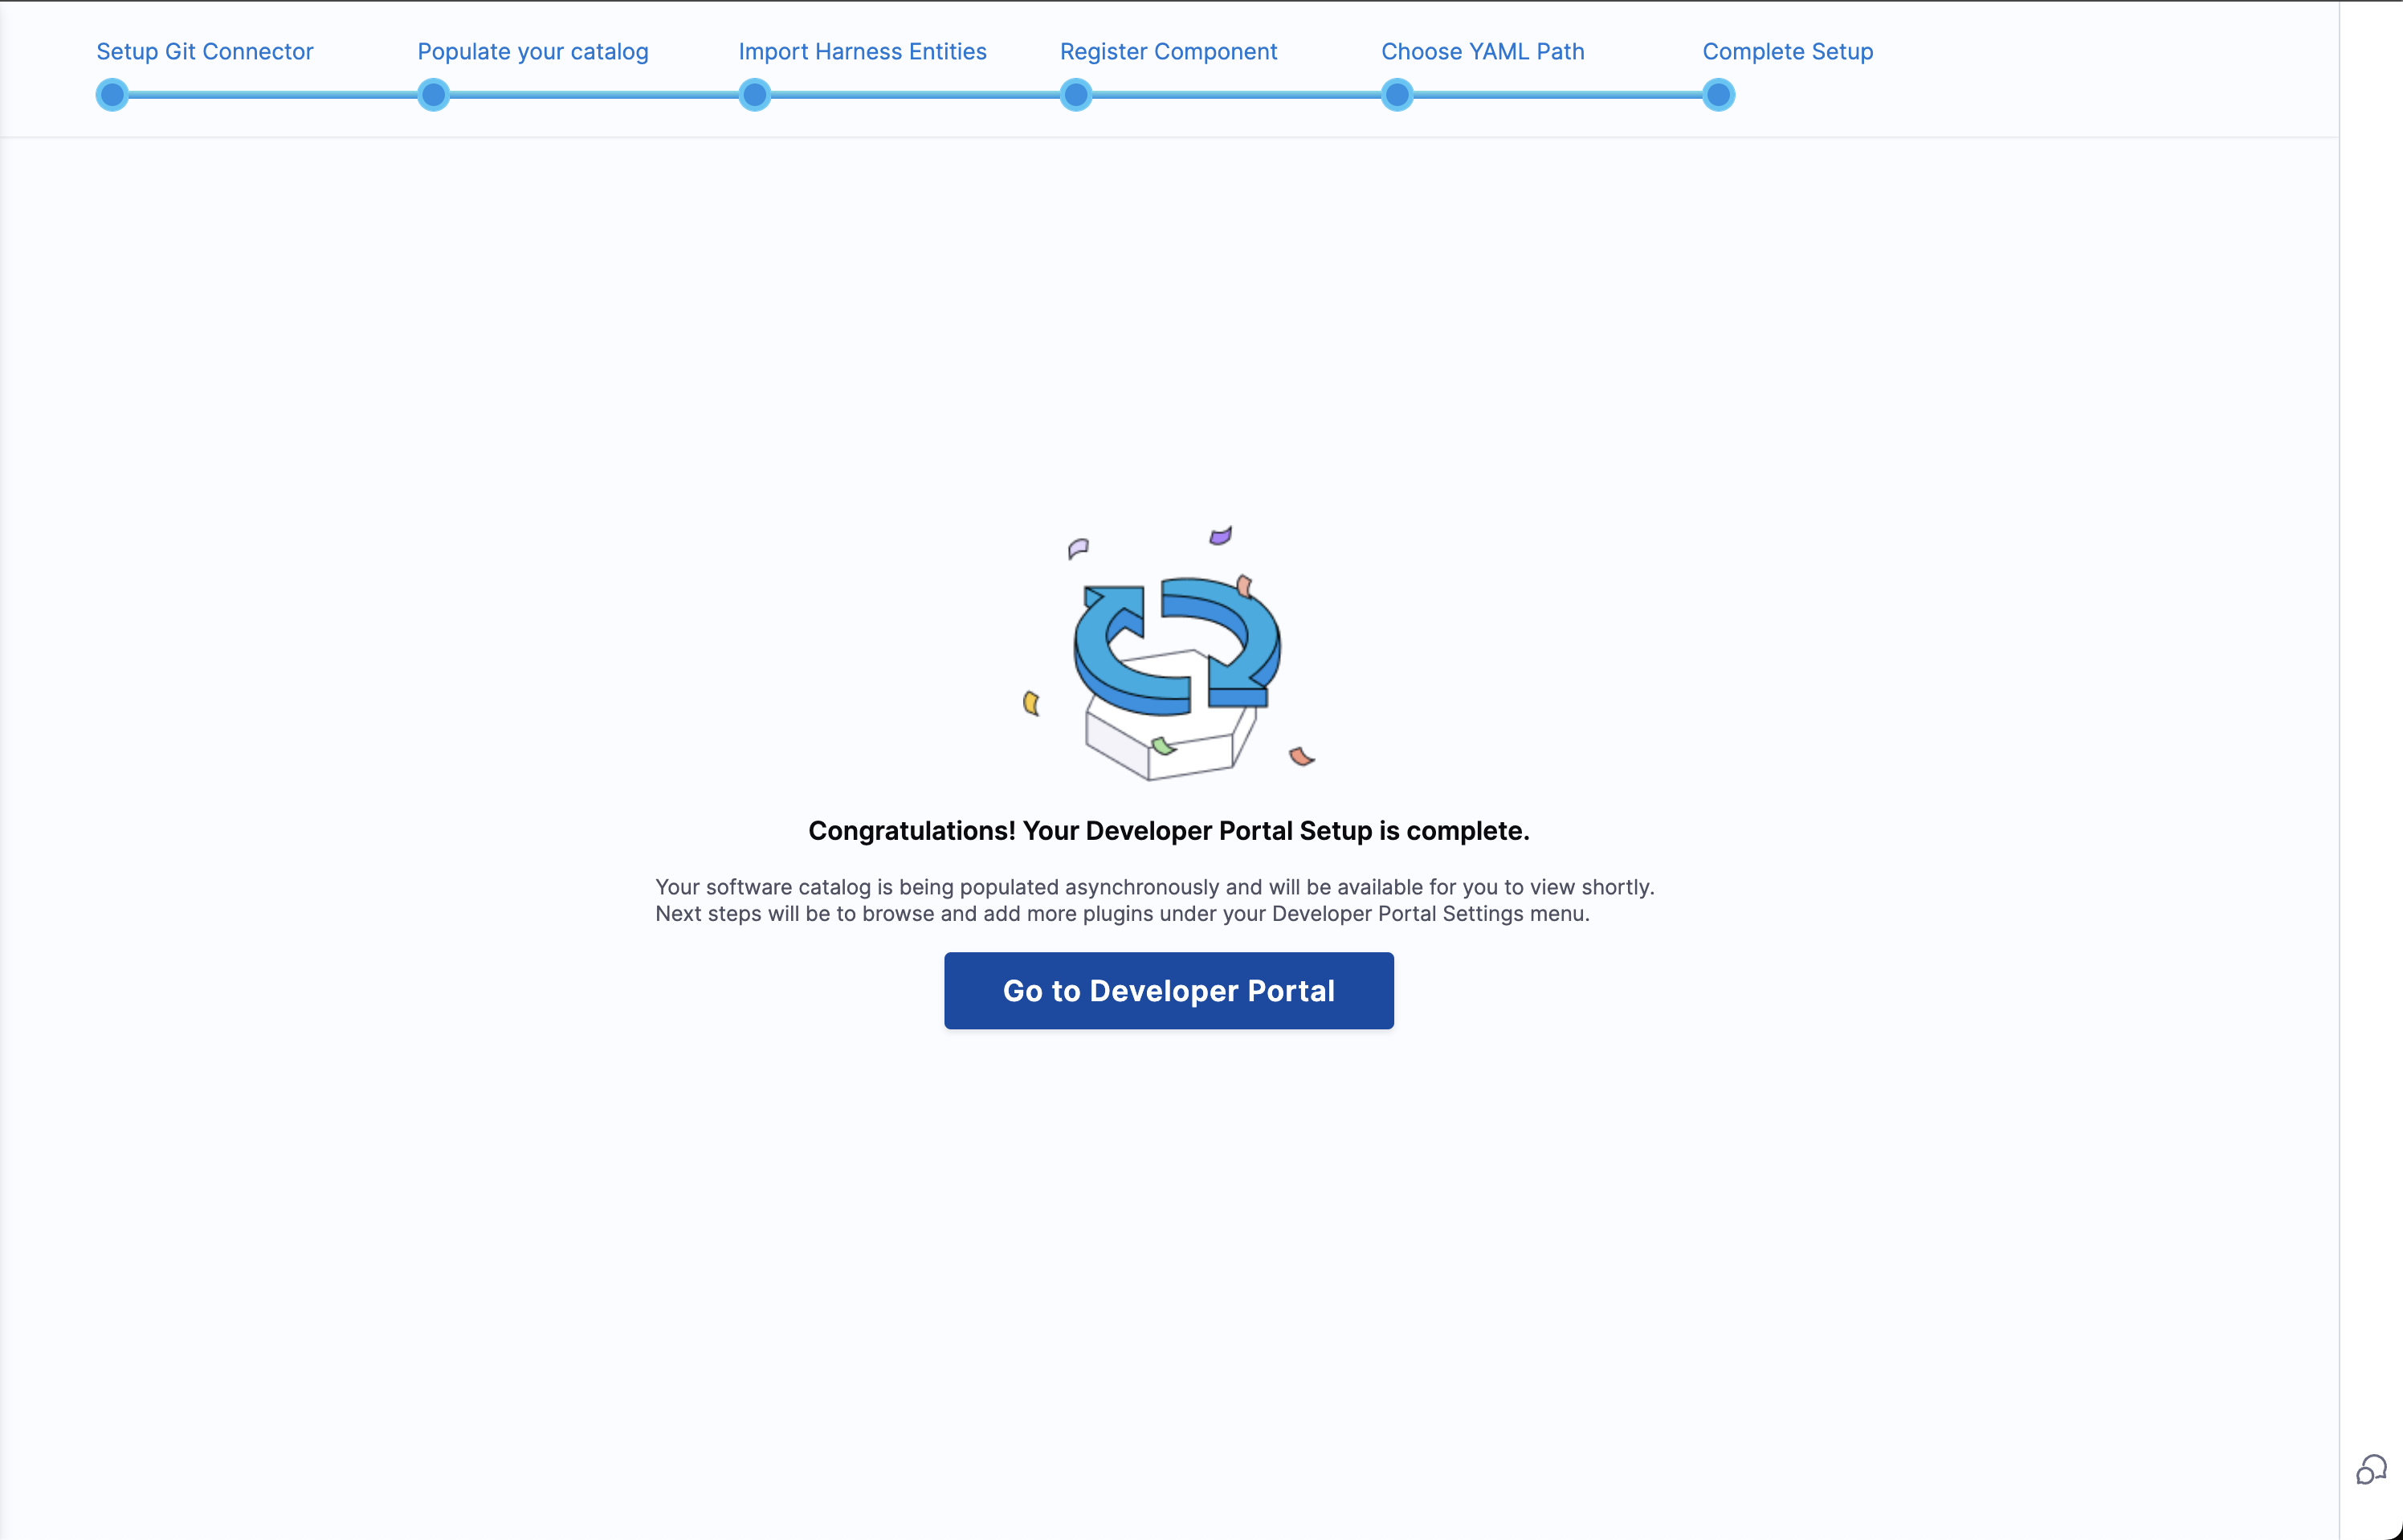 Setup Git Connector
Populate your catalog
Import Harness Entities
Register Component
Choose YAML Path
Complete Setup
Congratulations! Your Developer Portal Setup is complete.
Your software catalog is being populated asynchronously and will be available for you to view shortly.
Next steps will be to browse and add more plugins under your Developer Portal Settings menu.
Go to Developer Portal